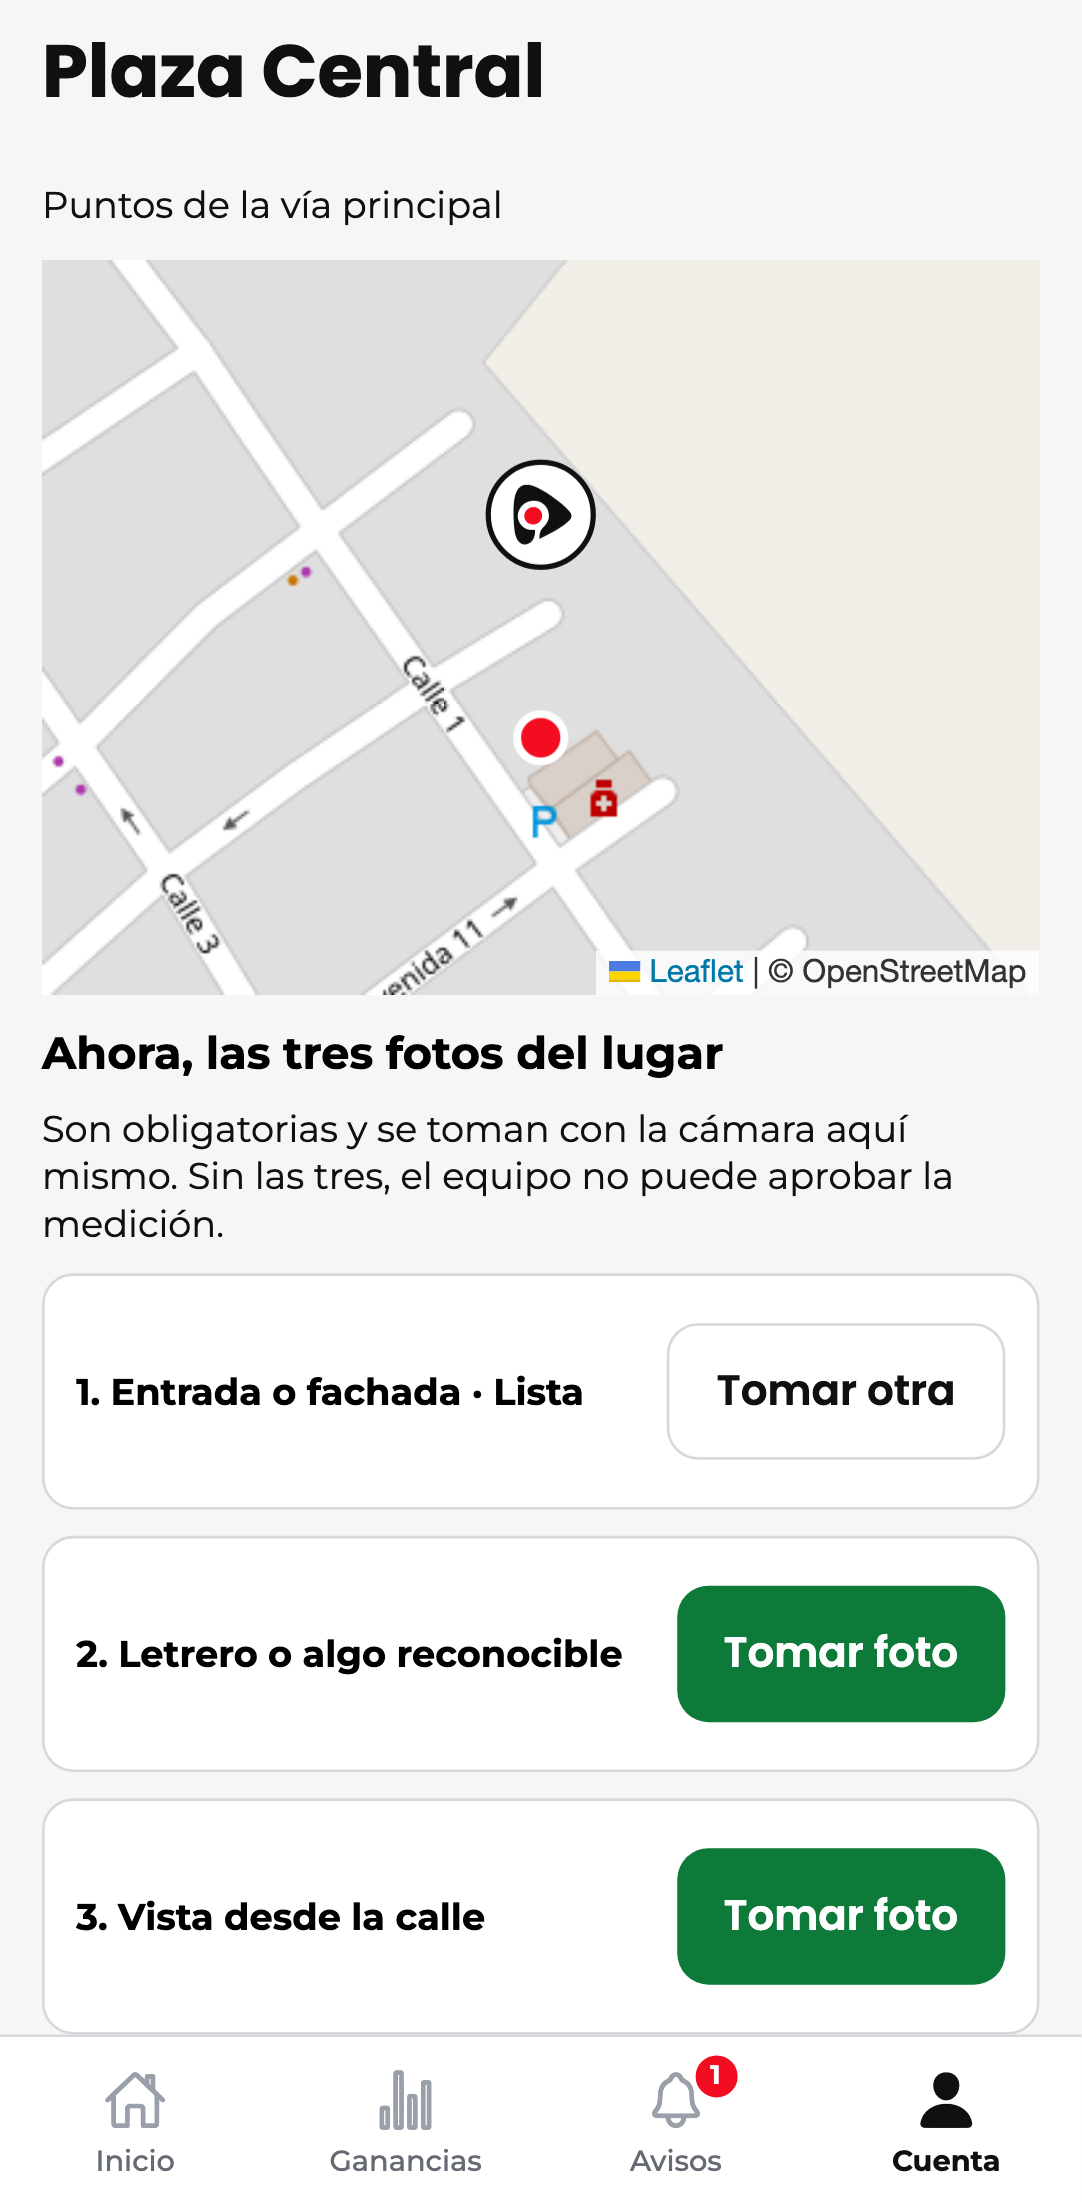 Plaza Central
Puntos de la vía principal
Calle 1
P
Calle 3
enida 11
Leaflet | © OpenStreetMap
Ahora, las tres fotos del lugar
Son obligatorias y se toman con la cámara aquí
mismo. Sin las tres, el equipo no puede aprobar la
medición.
1. Entrada o fachada · Lista
Tomar otra
2. Letrero o algo reconocible
Tomar foto
3. Vista desde la calle
Tomar foto
1
Inicio
Ganancias
Avisos
Cuenta